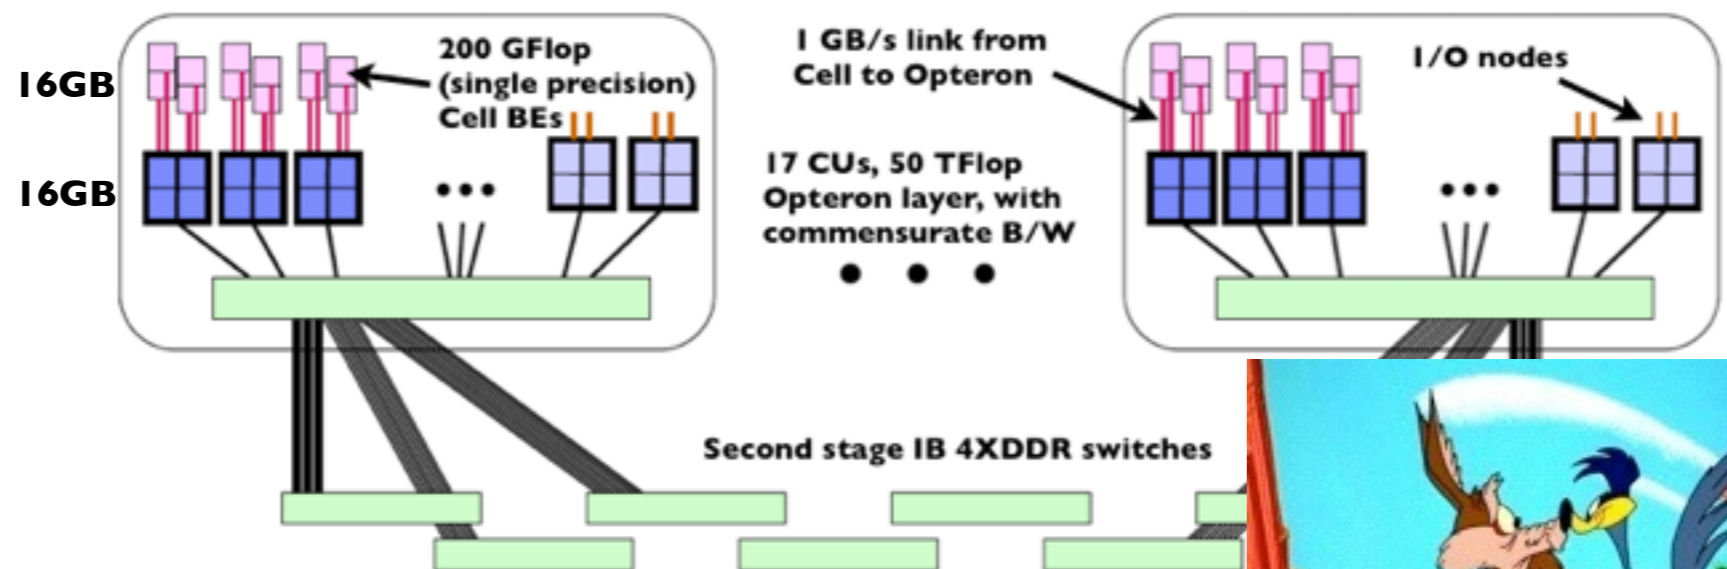 200 GFlop
(single precision)
Cell BEs
16GB
16GB
1 GB/s link from
Cell to Opteron
I/O nodes
17 CUs, 50 TFlop
Opteron layer, with
commensurate B/W
Second stage IB 4XDDR switches